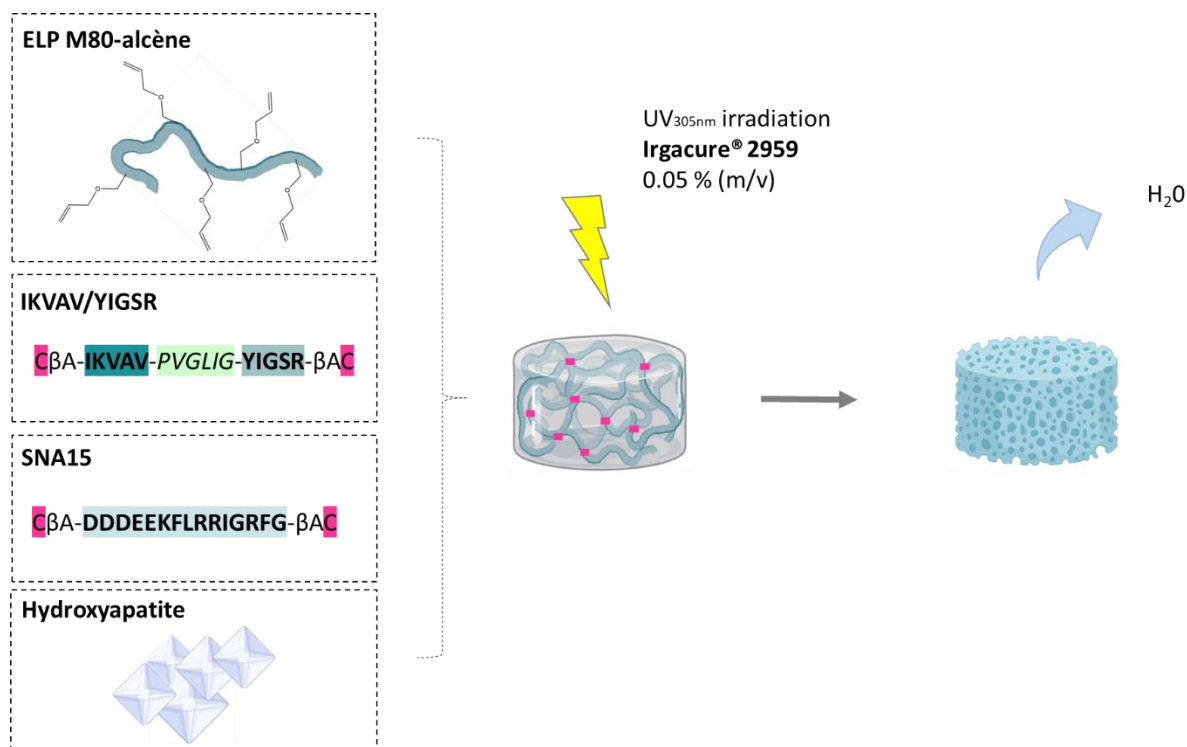 ELP M80-alcène
IKVAV/YIGSR
CβA-IKVAV-PVGLIG-YIGSR-βAC
SNA15
CβA-DDDEEKFLRRIGRFG-βAC
Hydroxyapatite
UV305nm irradiation
Irgacure® 2959
0.05 % (m/v)
H20
O
O
O
O
O